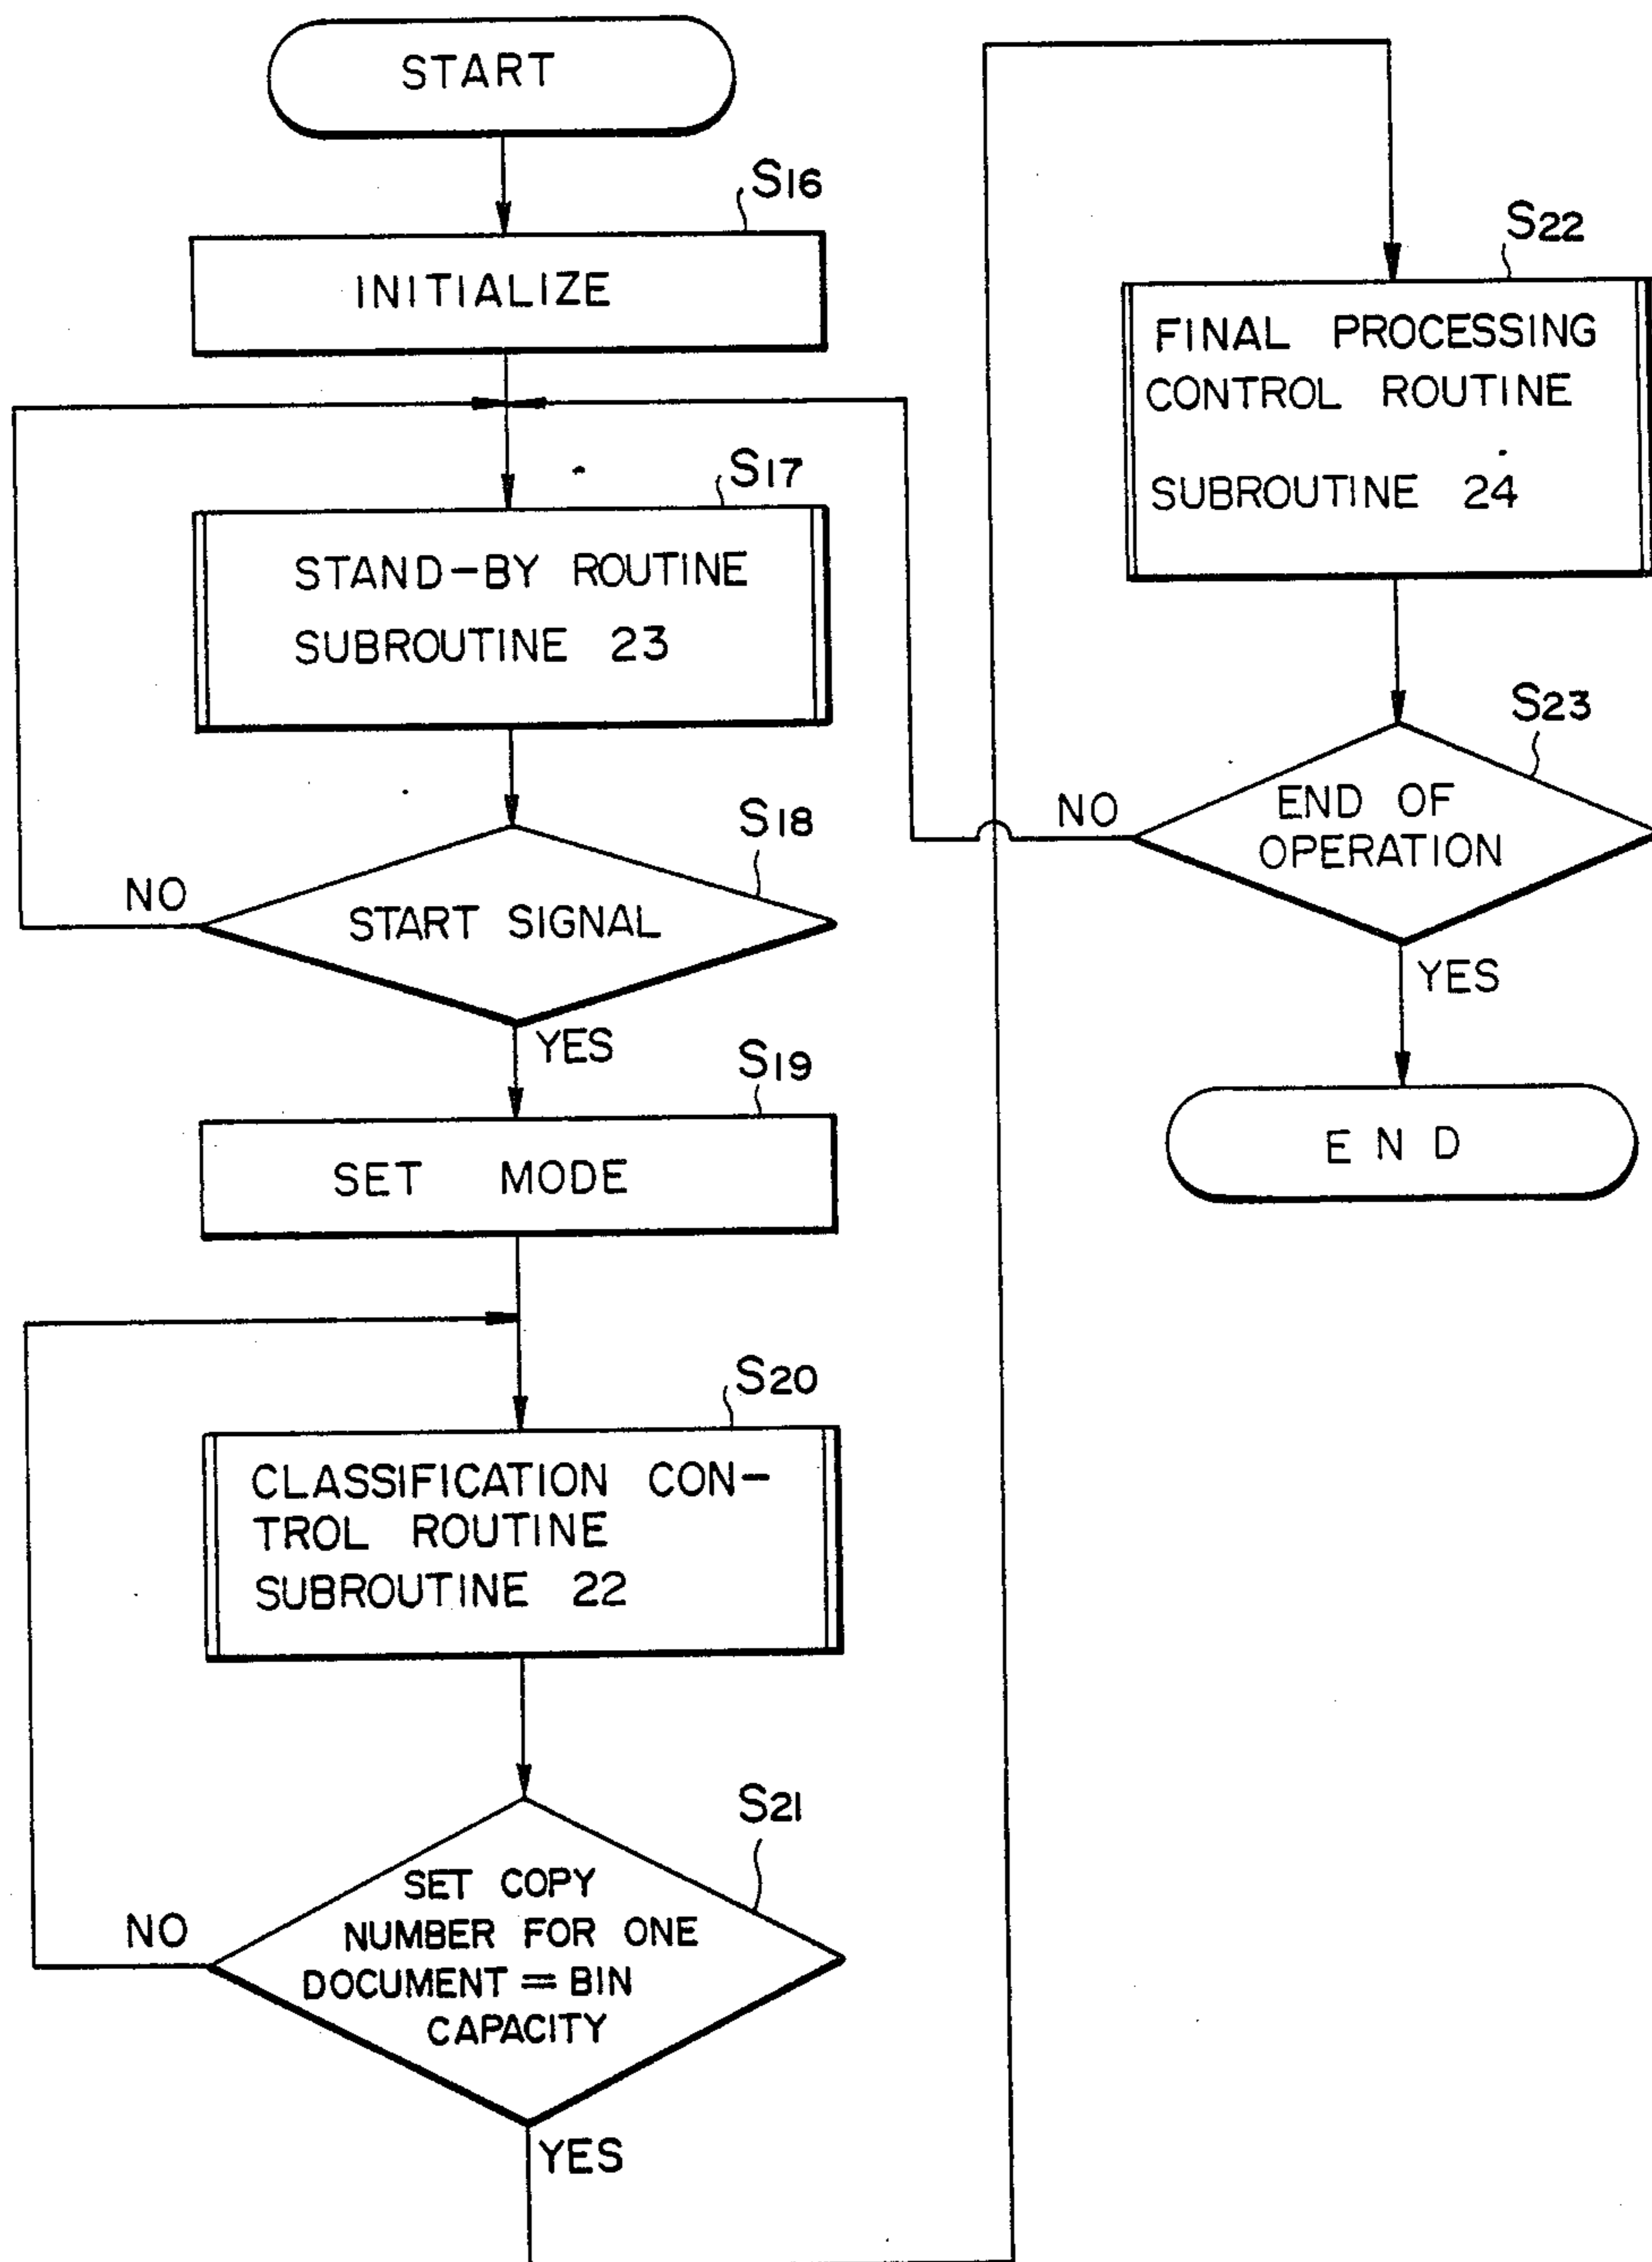 START
S16
INITIALIZE
S17
STAND-BY ROUTINE
SUBROUTINE 23
S18
START SIGNAL
NO
YES
S19
SET MODE
S20
CLASSIFICATION CON-
TROL ROUTINE
SUBROUTINE 22
S21
SET COPY
NUMBER FOR ONE
DOCUMENT = BIN
CAPACITY
NO
YES
S22
FINAL PROCESSING
CONTROL ROUTINE
SUBROUTINE 24
S23
END OF
OPERATION
NO
YES
END